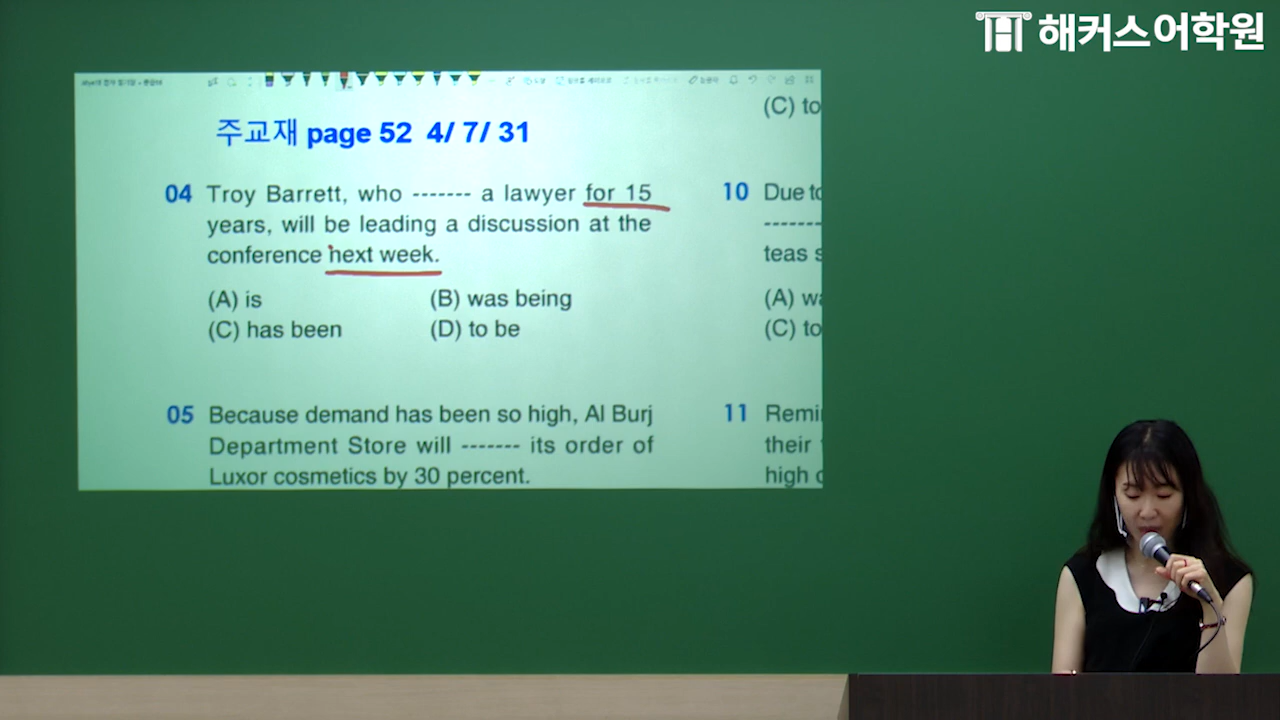 해커스어학원
주교재 page 52 4/ 7/ 31
(C) to
04 Troy Barrett, who ------- a lawyer for 15
years, will be leading a discussion at the
conference next week.
(A) is (B) was being
(C) has been (D) to be
10 Due to
-------
teas s
(A) wa
(C) to
05 Because demand has been so high, Al Burj
Department Store will ------- its order of
Luxor cosmetics by 30 percent.
11 Remin
their
high c